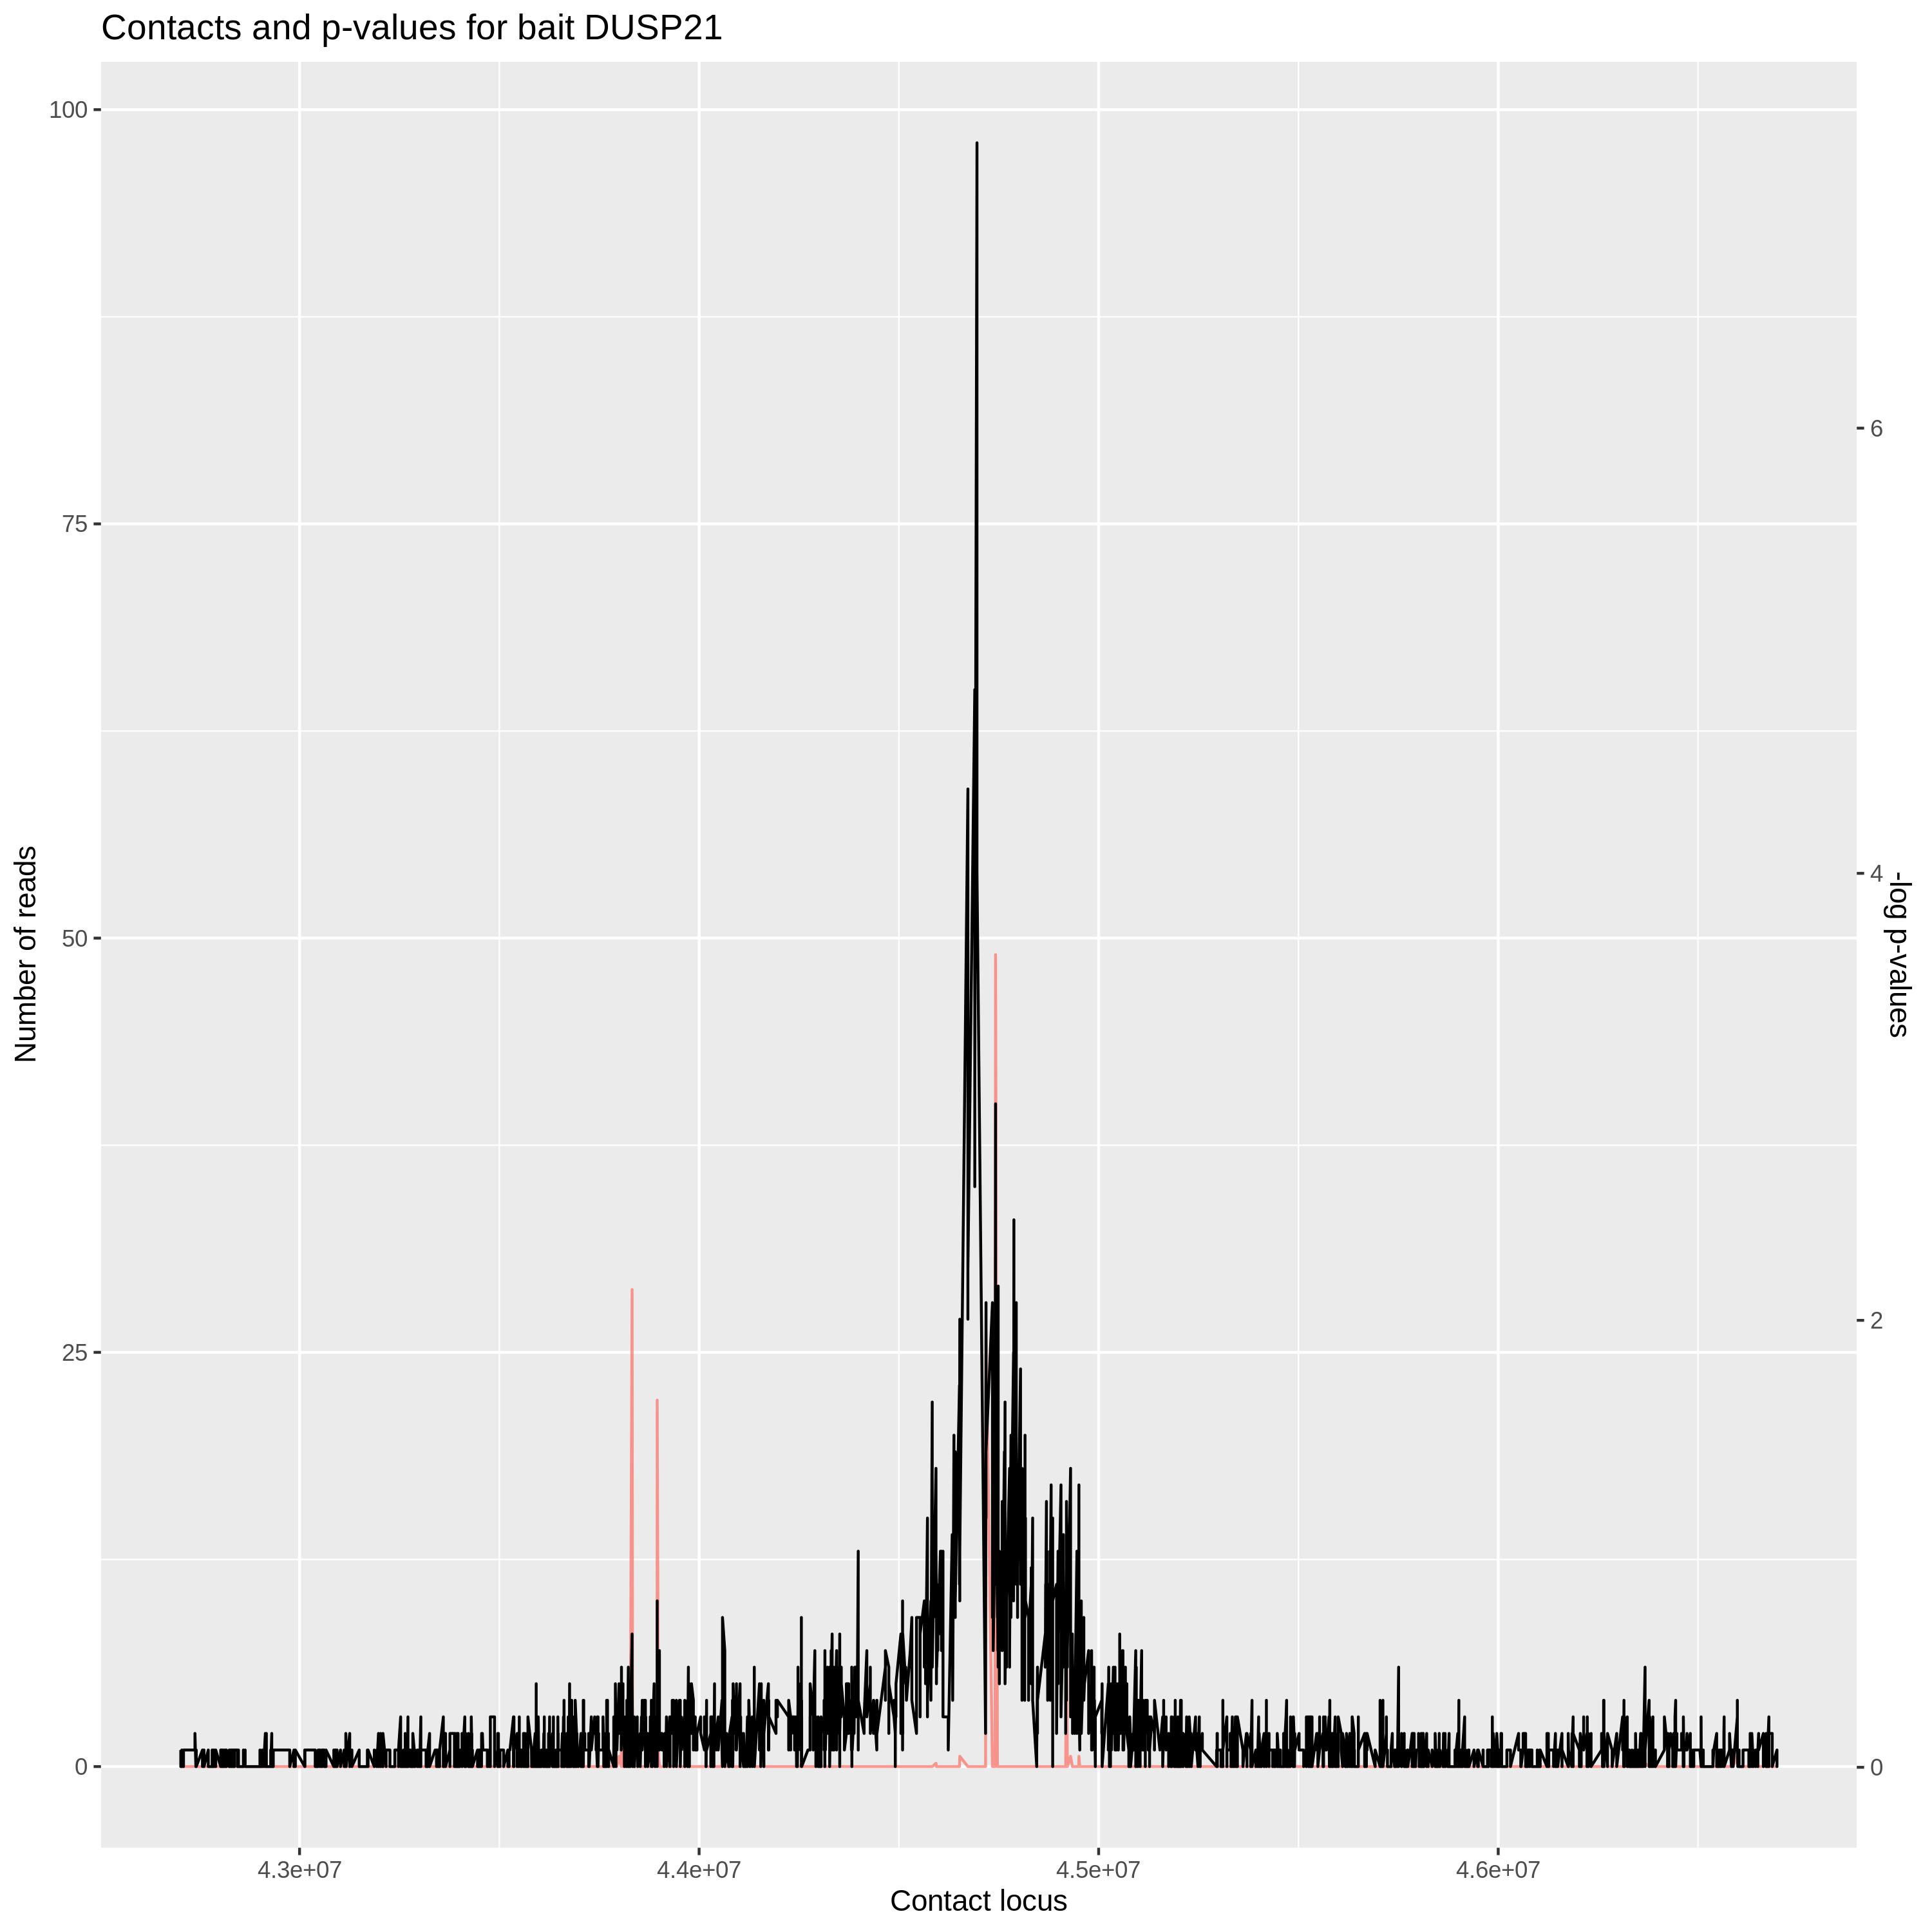 Contacts and p-values for bait DUSP21
100
75
50
25
0
6
4
2
0
Number of reads
-log p-values
4.3e+07
4.4e+07
4.5e+07
4.6e+07
Contact locus